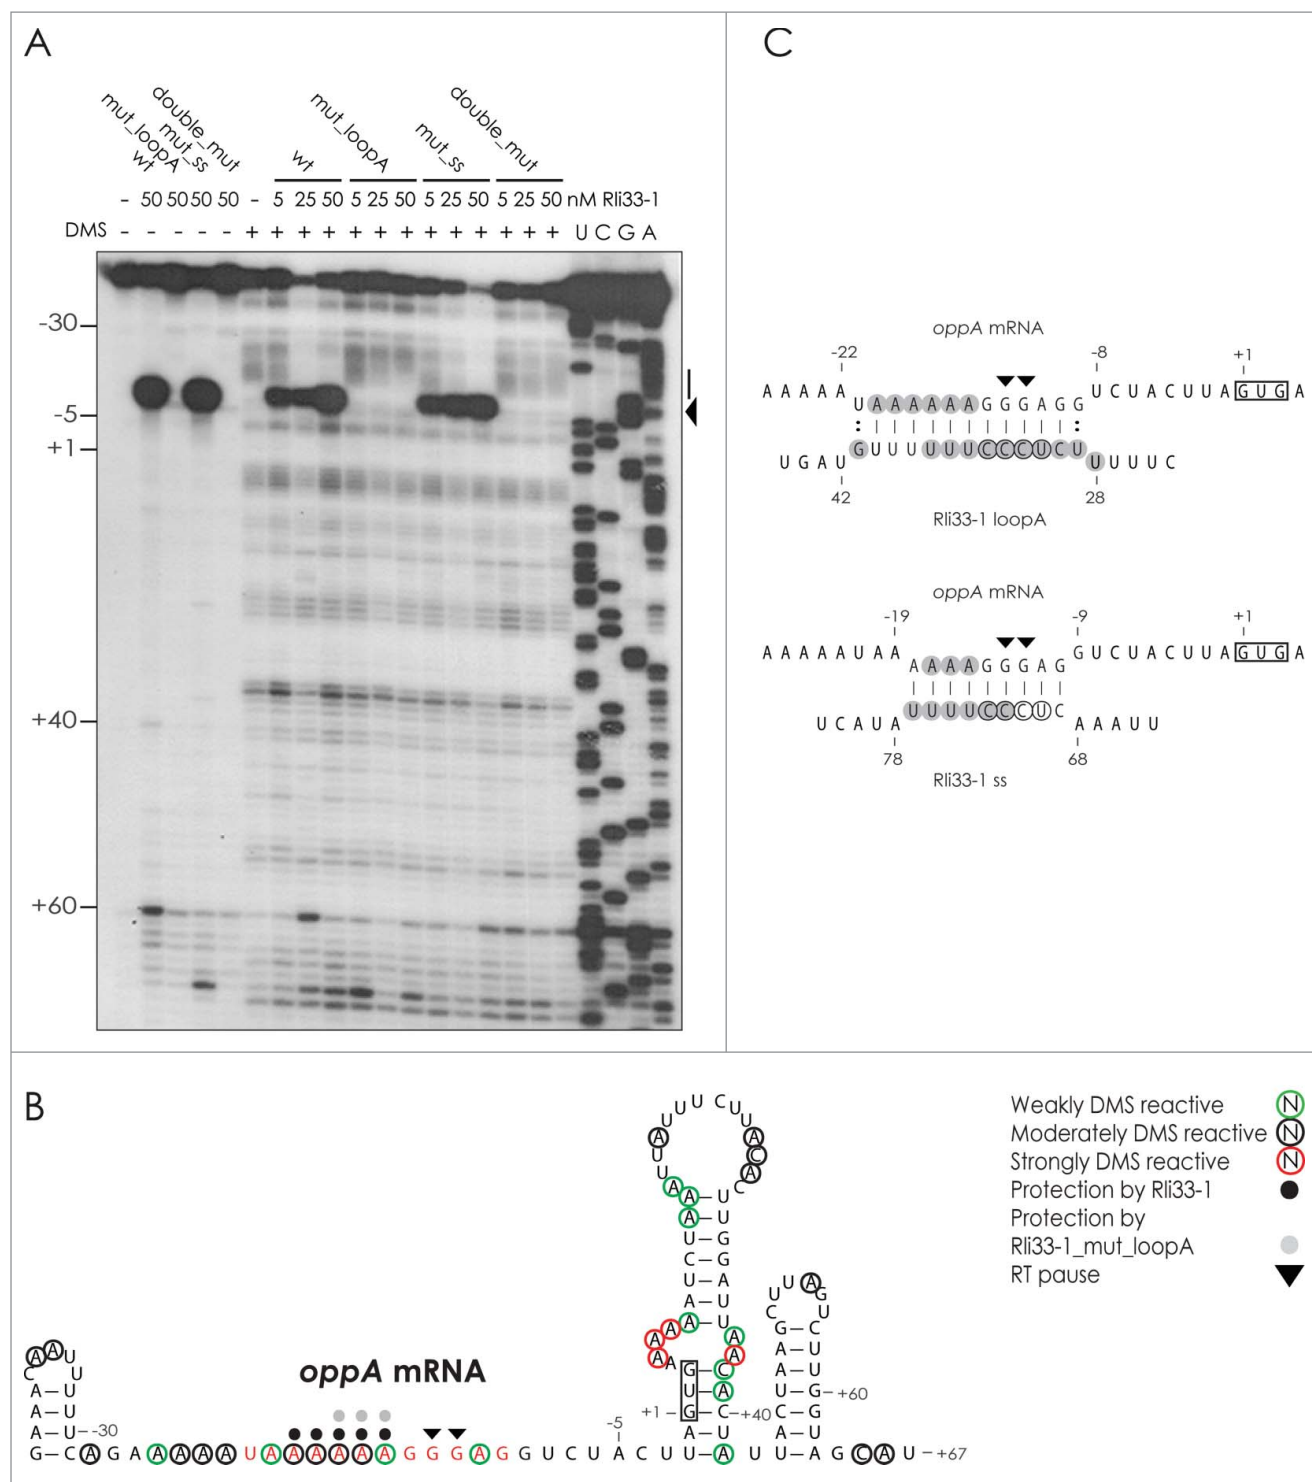 A
double_mut
mut_ss
mut_loopA
wt
wt
mut_loopA
mut_ss
double_mut
- 50 50 50 50 - 5 25 50 5 25 50 5 25 50 5 25 50 nM Rli33-1
DMS - - - - - + + + + + + + + + + + + + U C G A
-30
-5
+1
+40
+60
C
oppA mRNA
-22 -8 +1
A A A A A U A A A A A A G G G A G G U C U A C U U A G U G A
U G A U G U U U U U U C C C U C U U U U U C
42 28
Rli33-1 loopA
oppA mRNA
-19 -9 +1
A A A A A U A A A A A A G G G A G G U C U A C U U A G U G A
U C A U A U U U U C C C U C A A A U U
78 68
Rli33-1 ss
B
Weakly DMS reactive N
Moderately DMS reactive N
Strongly DMS reactive N
Protection by Rli33-1
Protection by
Rli33-1_mut_loopA
RT pause
oppA mRNA
-30
-5
+1
+40
+60
G C A G A A A A A U A A A A A A G G G A G G U C U A C U U A U U A G C A U +67